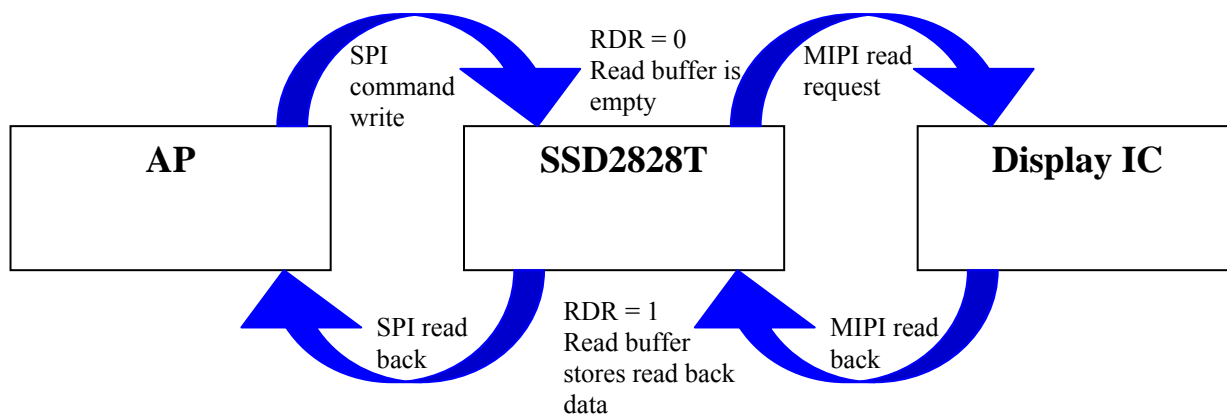 SPI
command
write
RDR = 0
Read buffer is
empty
MIPI read
request
AP
SSD2828T
Display IC
SPI read
back
RDR = 1
Read buffer
stores read back
data
MIPI read
back